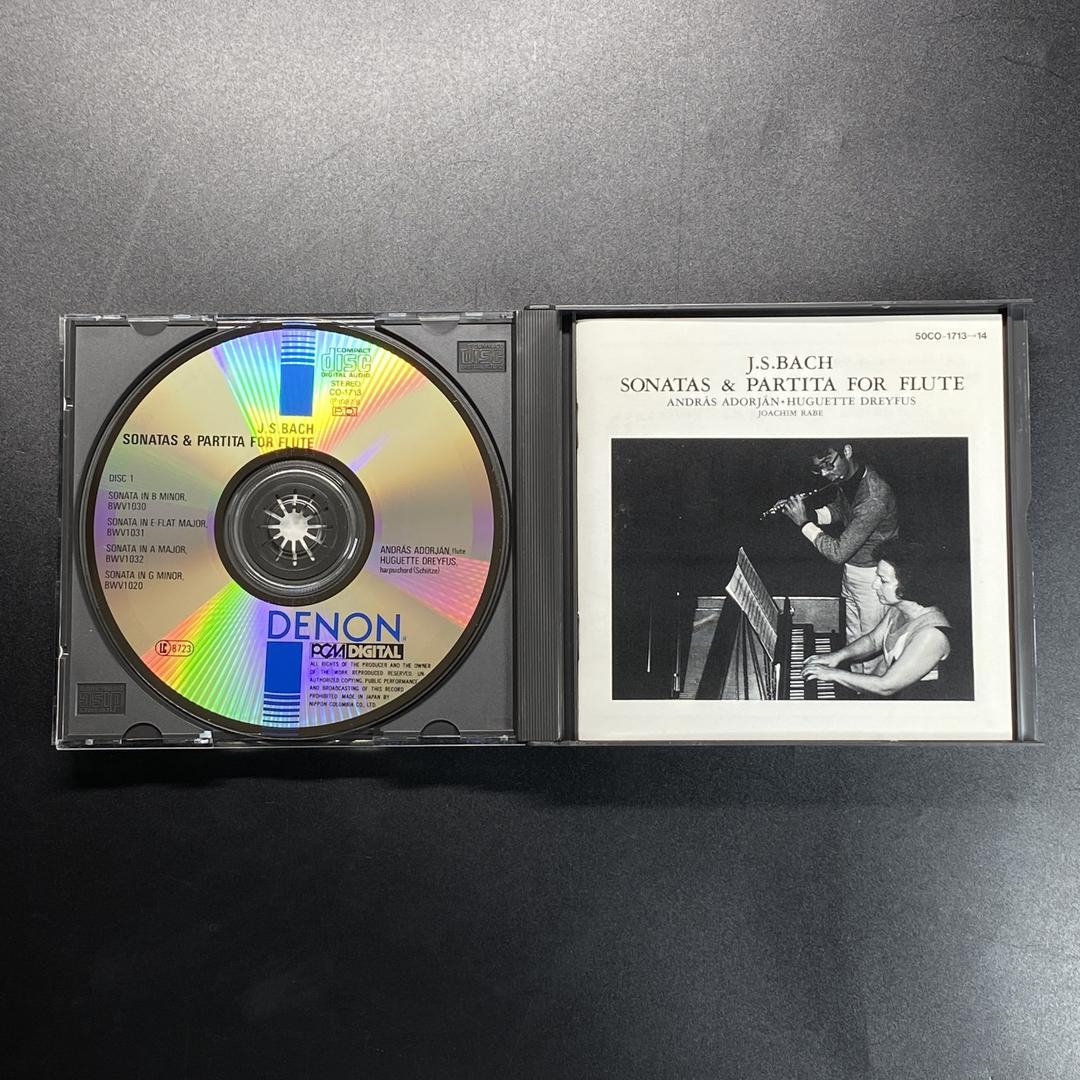 COMPACT
disc
DIGITAL AUDIO
STEREO
CO-1713
J.S.BACH
SONATAS & PARTITA FOR FLUTE
DISC 1
SONATA IN B MINOR,
BWV1030
SONATA IN E-FLAT MAJOR,
BWV1031
SONATA IN A MAJOR,
BWV1032
SONATA IN G MINOR,
BWV1020
ANDRÁS ADORJÁN, flute
HUGUETTE DREYFUS,
harpsichord (Schütze)
8723
DENON
PCM DIGITAL
ALL RIGHTS OF THE PRODUCER AND THE OWNER
OF THE WORK REPRODUCED RESERVED. UN-
AUTHORIZED COPYING, PUBLIC PERFORMANCE
AND BROADCASTING OF THIS RECORD
PROHIBITED. MADE IN JAPAN BY
NIPPON COLUMBIA CO., LTD.
disc
50CO-1713→14
J.S.BACH
SONATAS & PARTITA FOR FLUTE
ANDRÁS ADORJÁN·HUGUETTE DREYFUS
JOACHIM RABE